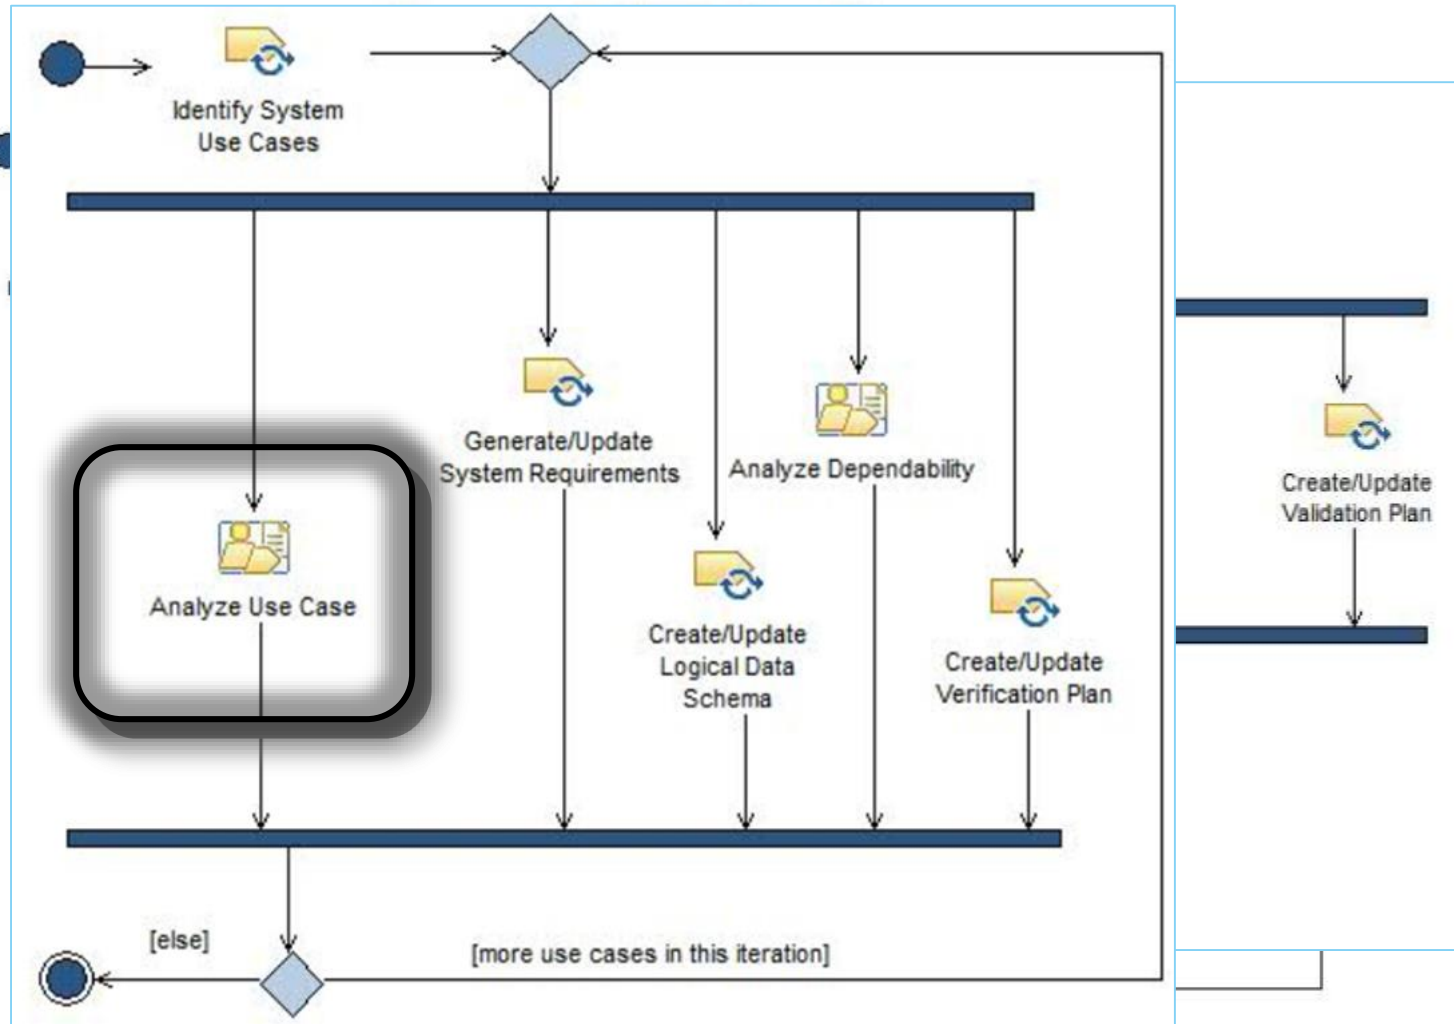 Identify System
Use Cases
Generate/Update
System Requirements
Analyze Dependability
Create/Update
Validation Plan
Analyze Use Case
Create/Update
Logical Data
Schema
Create/Update
Verification Plan
[else]
[more use cases in this iteration]